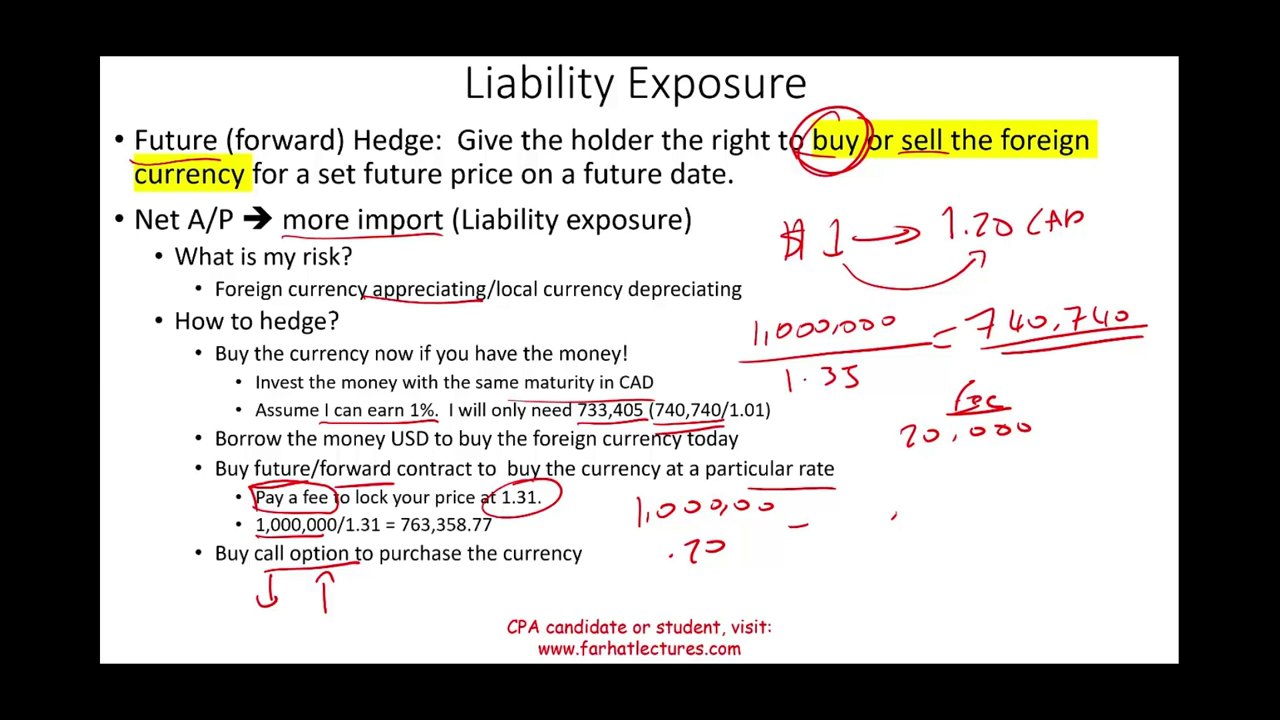 Liability Exposure
• Future (forward) Hedge: Give the holder the right to buy or sell the foreign
currency for a set future price on a future date.
• Net A/P → more import (Liability exposure)
$1 → 1.20 CAD
• What is my risk?
• Foreign currency appreciating/local currency depreciating
• How to hedge?
1,000,000 = 740,740
1.35
• Buy the currency now if you have the money!
• Invest the money with the same maturity in CAD
• Assume I can earn 1%. I will only need 733,405 (740,740/1.01)
20,000
• Borrow the money USD to buy the foreign currency today
• Buy future/forward contract to buy the currency at a particular rate
• Pay a fee to lock your price at 1.31.
• 1,000,000/1.31 = 763,358.77
1,000,00
.20
• Buy call option to purchase the currency
CPA candidate or student, visit:
www.farhatlectures.com